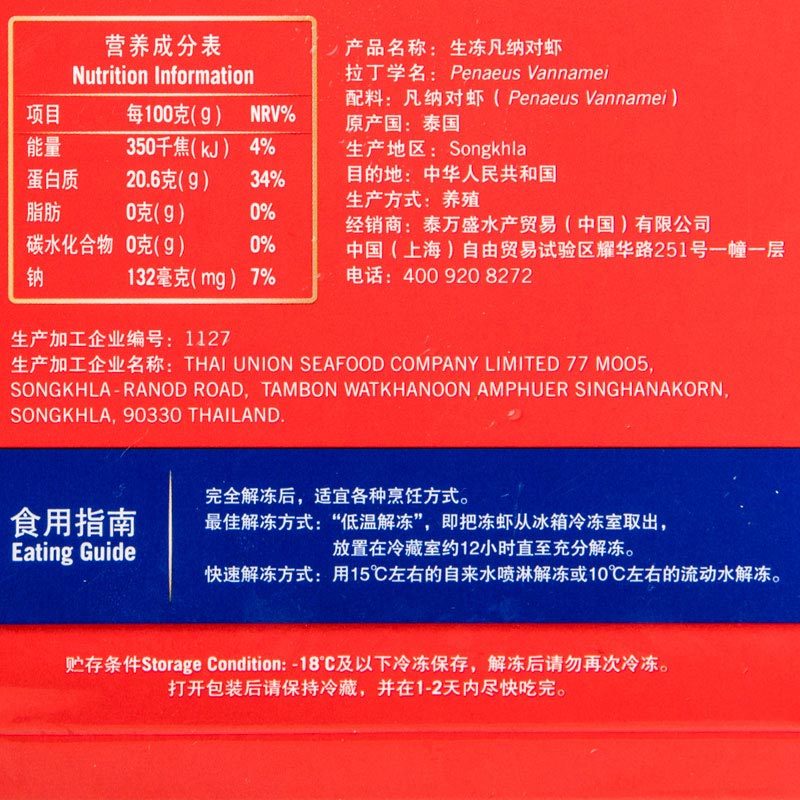 营养成分表
Nutrition Information
项目 每100克(g) NRV%
能量 350千焦(kJ) 4%
蛋白质 20.6克(g) 34%
脂肪 0克(g) 0%
碳水化合物 0克(g) 0%
钠 132毫克(mg) 7%
产品名称：生冻凡纳对虾
拉丁学名：Penaeus Vannamei
配料：凡纳对虾（Penaeus Vannamei）
原产国：泰国
生产地区：Songkhla
目的地：中华人民共和国
生产方式：养殖
经销商：泰万盛水产贸易（中国）有限公司
中国（上海）自由贸易试验区耀华路251号一幢一层
电话：400 920 8272
生产加工企业编号：1127
生产加工企业名称：THAI UNION SEAFOOD COMPANY LIMITED 77 MOO5,
SONGKHLA-RANOD ROAD, TAMBON WATKHANOON AMPHUER SINGHANAKORN,
SONGKHLA, 90330 THAILAND.
食用指南
Eating Guide
完全解冻后，适宜各种烹饪方式。
最佳解冻方式：“低温解冻”，即把冻虾从冰箱冷冻室取出，
放置在冷藏室约12小时直至充分解冻。
快速解冻方式：用15℃左右的自来水喷淋解冻或10℃左右的流动水解冻。
贮存条件Storage Condition: -18℃及以下冷冻保存，解冻后请勿再次冷冻。
打开包装后请保持冷藏，并在1-2天内尽快吃完。